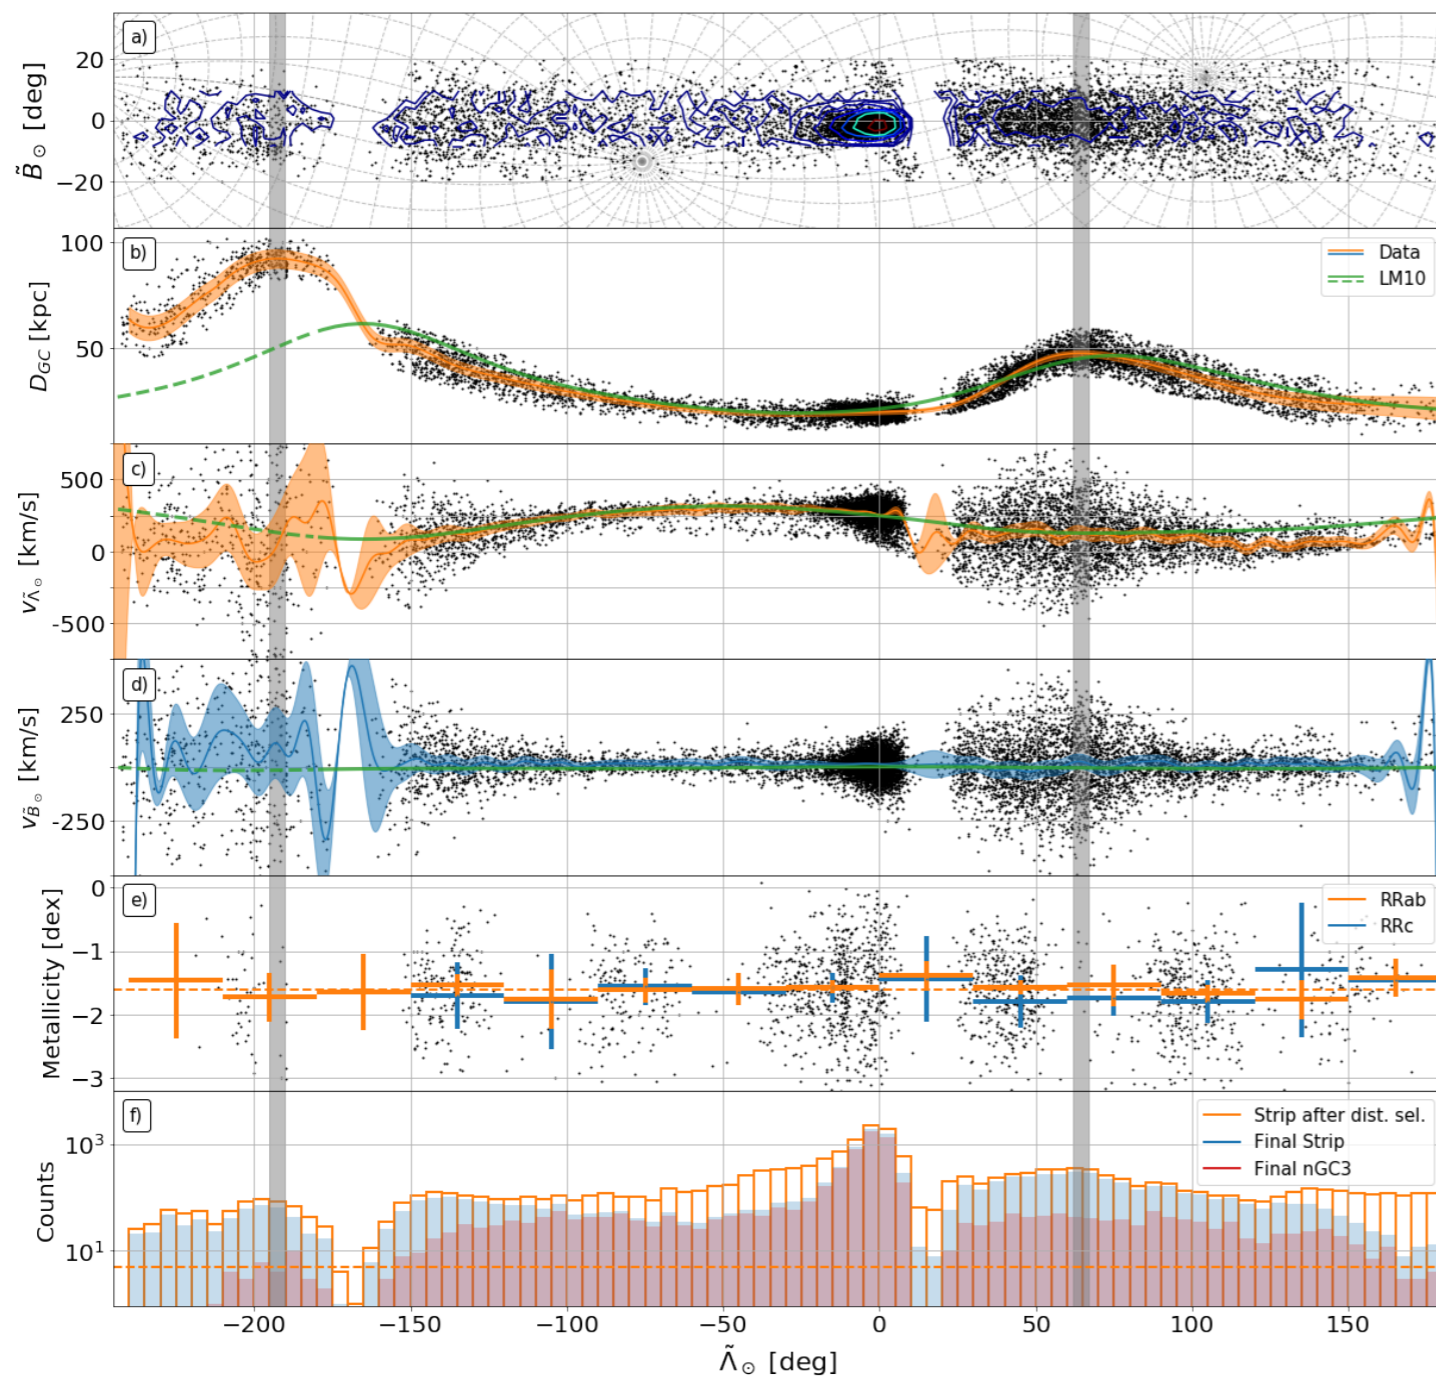 a)
20
0
−20
B̃⊙ [deg]
b)
100
50
D_GC [kpc]
Data
LM10
c)
500
0
-500
v_Λ̃⊙ [km/s]
d)
250
-250
v_B̃⊙ [km/s]
e)
0
−1
−2
−3
Metallicity [dex]
RRab
RRc
f)
10³
10¹
Counts
Strip after dist. sel.
Final Strip
Final nGC3
−200 −150 −100 −50 0 50 100 150
Λ̃⊙ [deg]